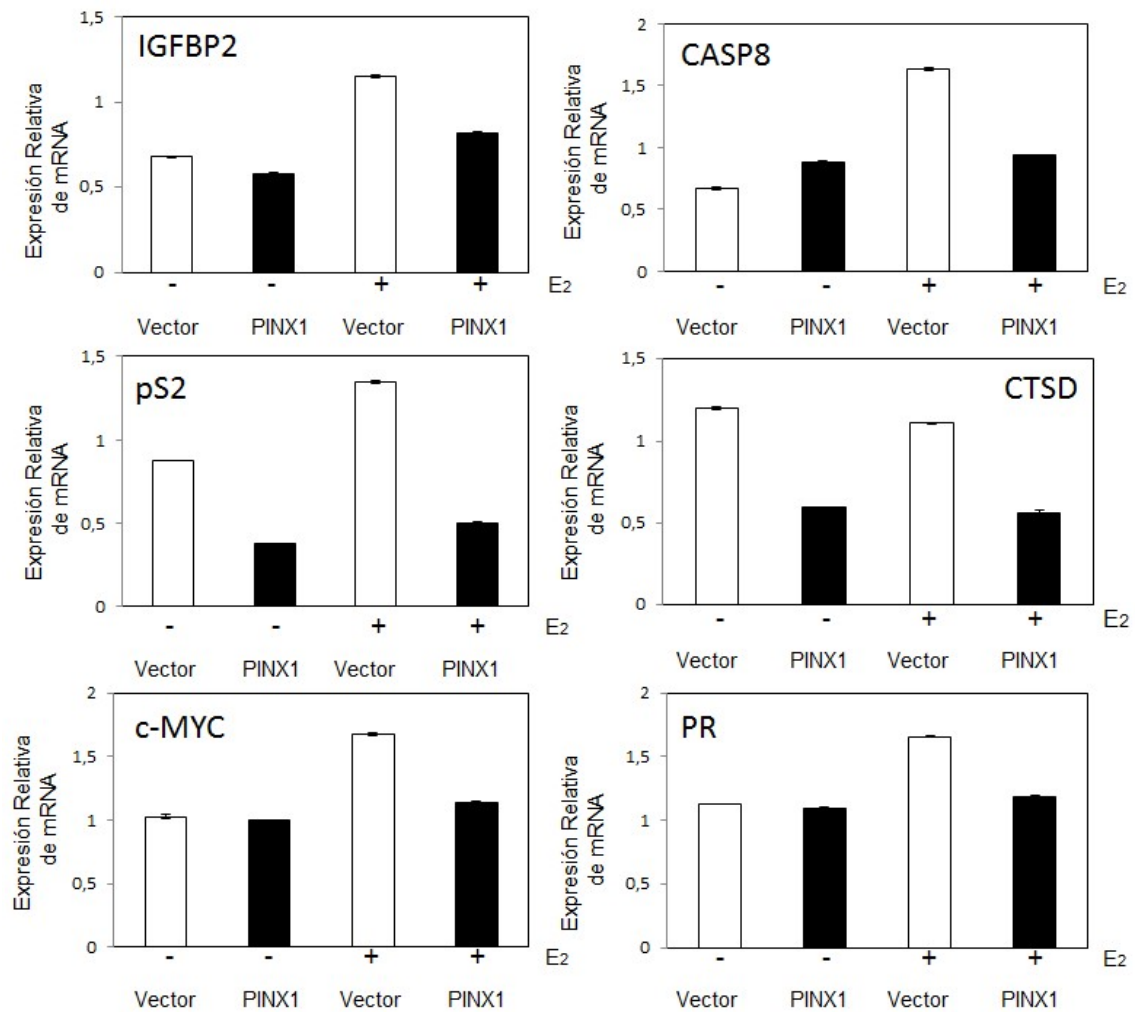 IGFBP2
Expresión Relativa
de mRNA
1,5
1
0,5
0
- - + + E2
Vector PINX1 Vector PINX1
CASP8
Expresión Relativa
de mRNA
2
1,5
1
0,5
0
- - + + E2
Vector PINX1 Vector PINX1
pS2
Expresión Relativa
de mRNA
1,5
1
0,5
0
- - + + E2
Vector PINX1 Vector PINX1
CTSD
Expresión Relativa
de mRNA
1,5
1
0,5
0
- - + + E2
Vector PINX1 Vector PINX1
c-MYC
Expresión Relativa
de mRNA
2
1,5
1
0,5
0
- - + + E2
Vector PINX1 Vector PINX1
PR
Expresión Relativa
de mRNA
2
1,5
1
0,5
0
- - + + E2
Vector PINX1 Vector PINX1